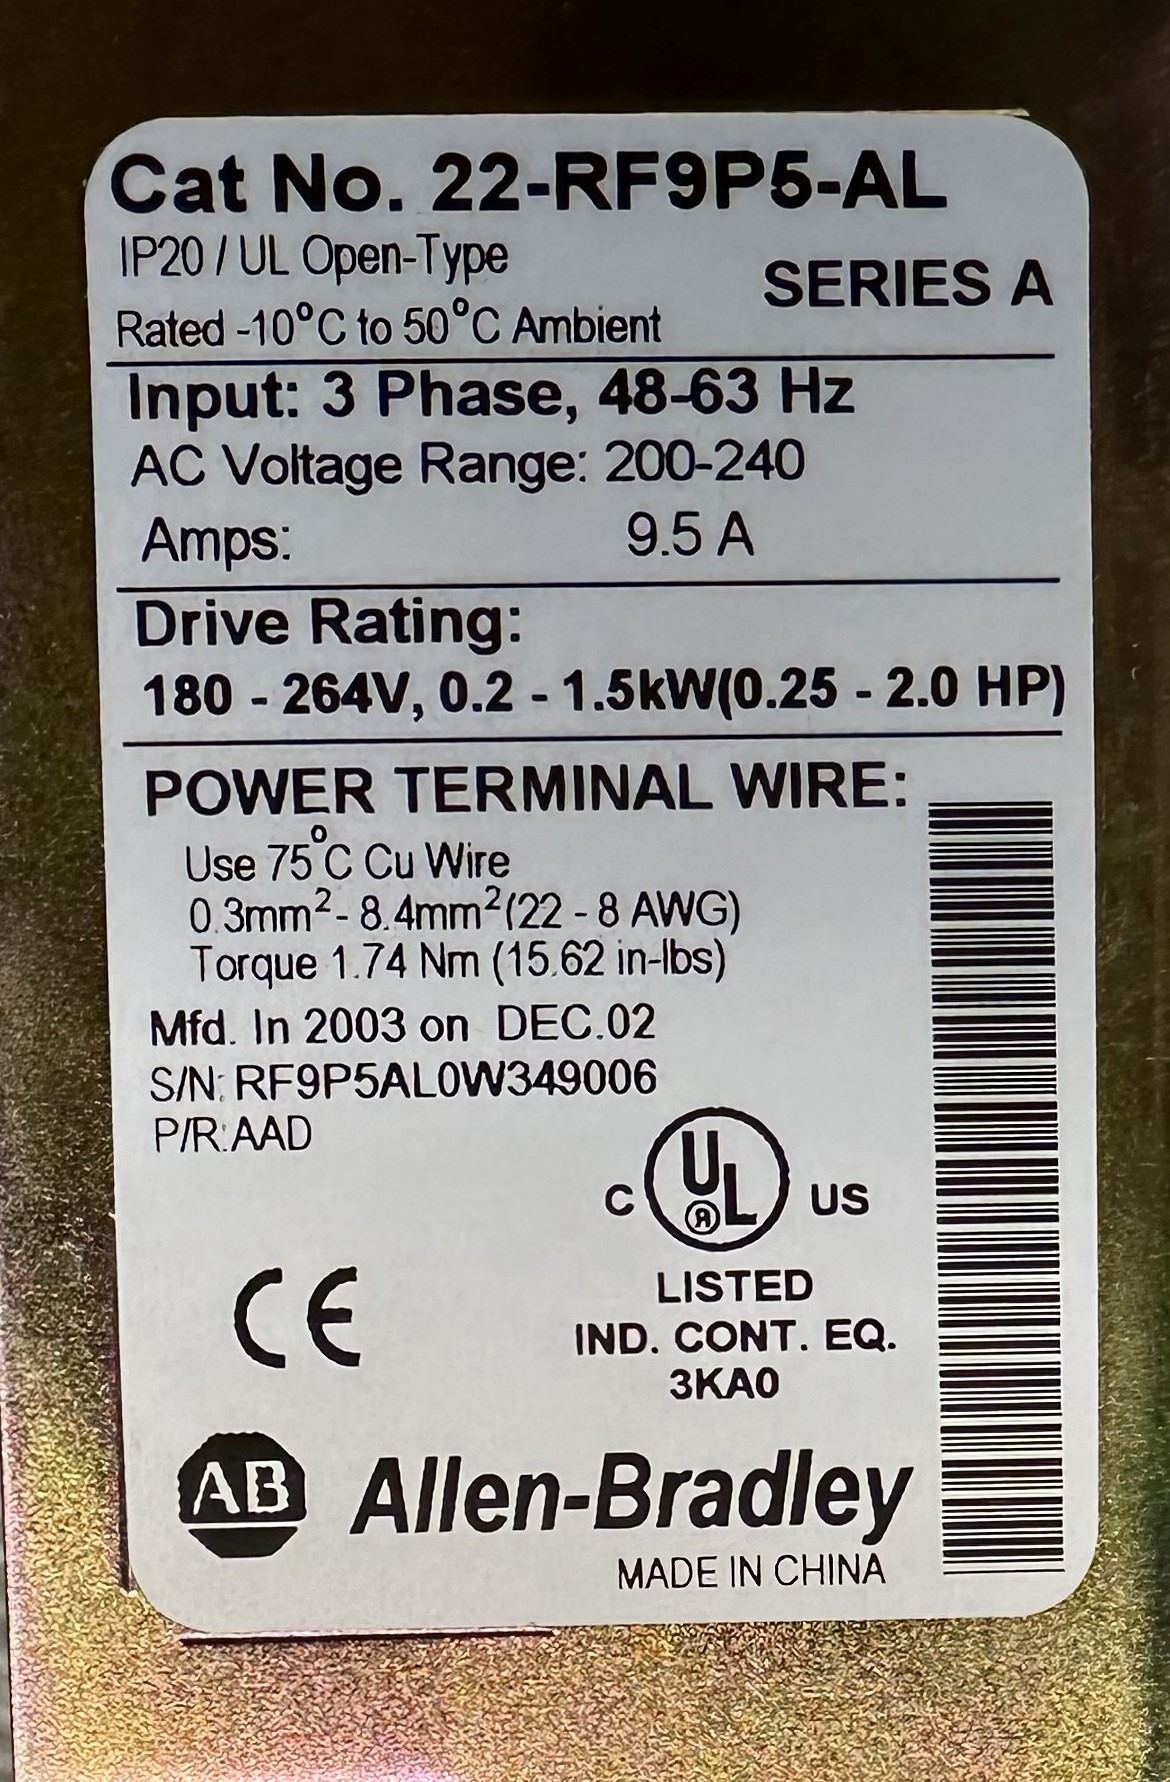 Cat No. 22-RF9P5-AL
IP20 / UL Open-Type
SERIES A
Rated -10°C to 50°C Ambient
Input: 3 Phase, 48-63 Hz
AC Voltage Range: 200-240
Amps: 9.5 A
Drive Rating:
180 - 264V, 0.2 - 1.5kW(0.25 - 2.0 HP)
POWER TERMINAL WIRE:
Use 75°C Cu Wire
0.3mm²- 8.4mm²(22 - 8 AWG)
Torque 1.74 Nm (15.62 in-lbs)
Mfd. In 2003 on DEC.02
S/N: RF9P5AL0W349006
P/R:AAD
C UL ® US
LISTED
IND. CONT. EQ.
3KA0
CE
AB Allen-Bradley
MADE IN CHINA